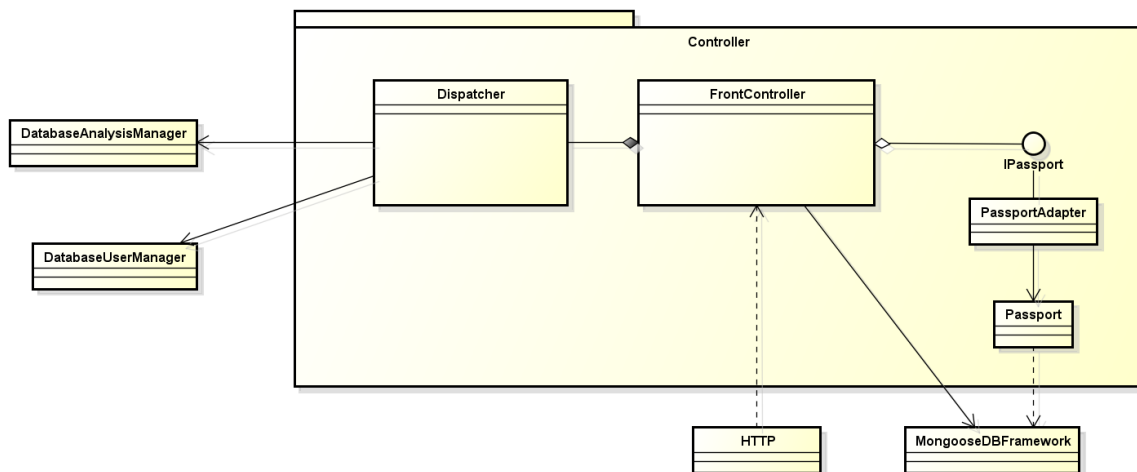 Controller
Dispatcher
FrontController
DatabaseAnalysisManager
IPassport
PassportAdapter
DatabaseUserManager
Passport
HTTP
MongooseDBFramework